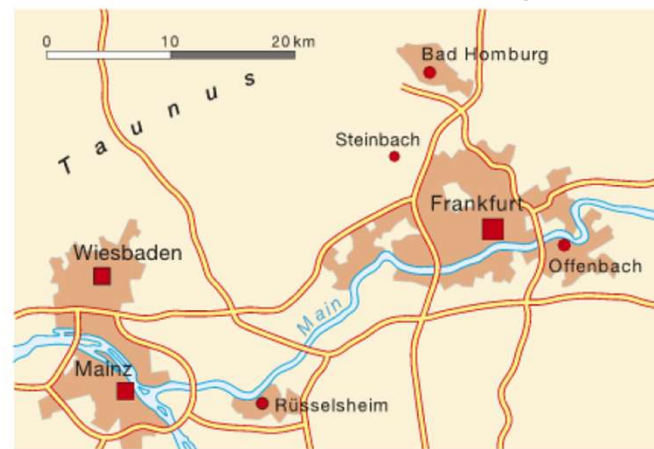 0 10 20 km
Bad Homburg
Taunus
Steinbach
Frankfurt
Wiesbaden
Offenbach
Main
Mainz
Rüsselsheim